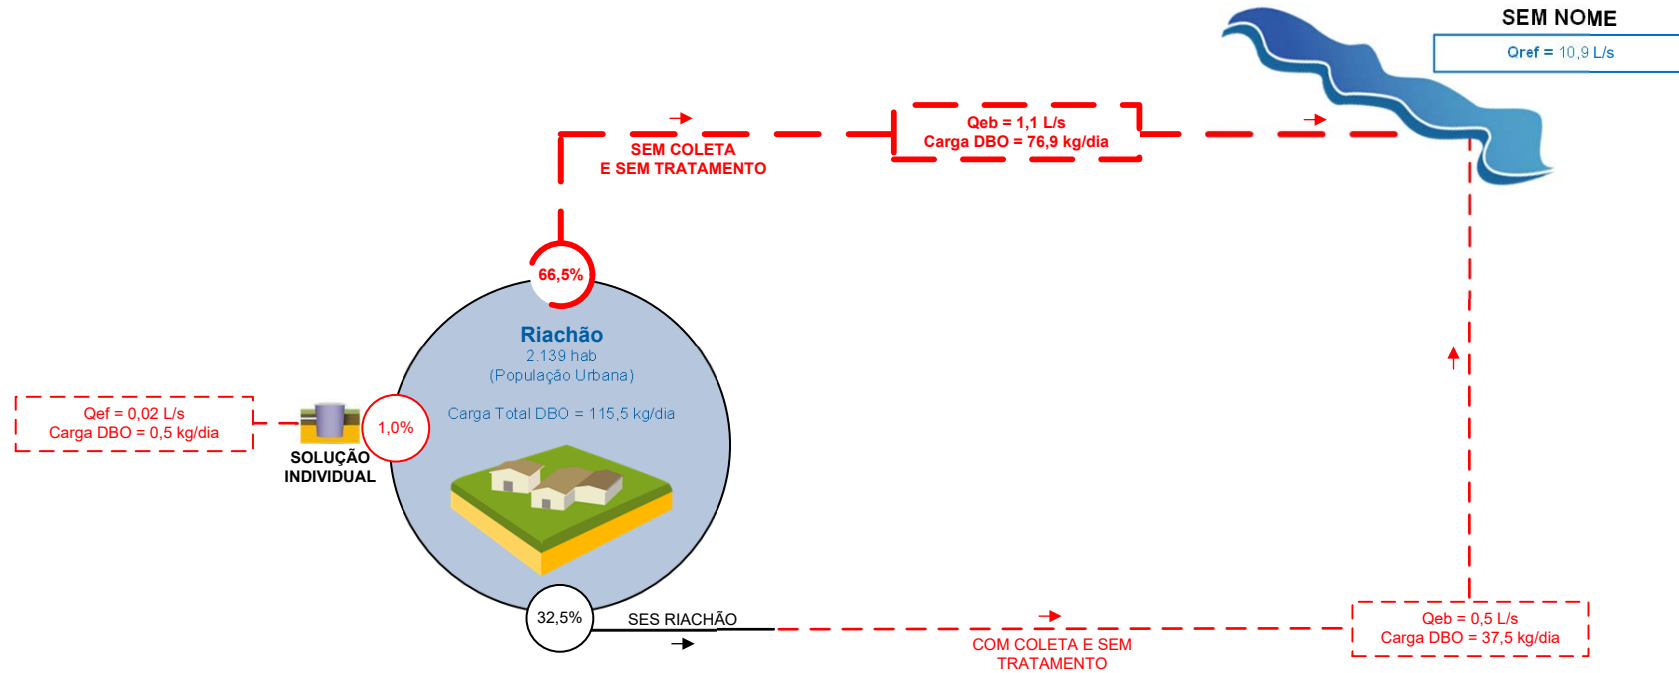 SEM NOME
Qref = 10,9 L/s
Qeb = 1,1 L/s
Carga DBO = 76,9 kg/dia
SEM COLETA
E SEM TRATAMENTO
66,5%
Riachão
2.139 hab
(População Urbana)
Carga Total DBO = 115,5 kg/dia
Qef = 0,02 L/s
Carga DBO = 0,5 kg/dia
1,0%
SOLUÇÃO
INDIVIDUAL
32,5%
SES RIACHÃO
COM COLETA E SEM
TRATAMENTO
Qeb = 0,5 L/s
Carga DBO = 37,5 kg/dia